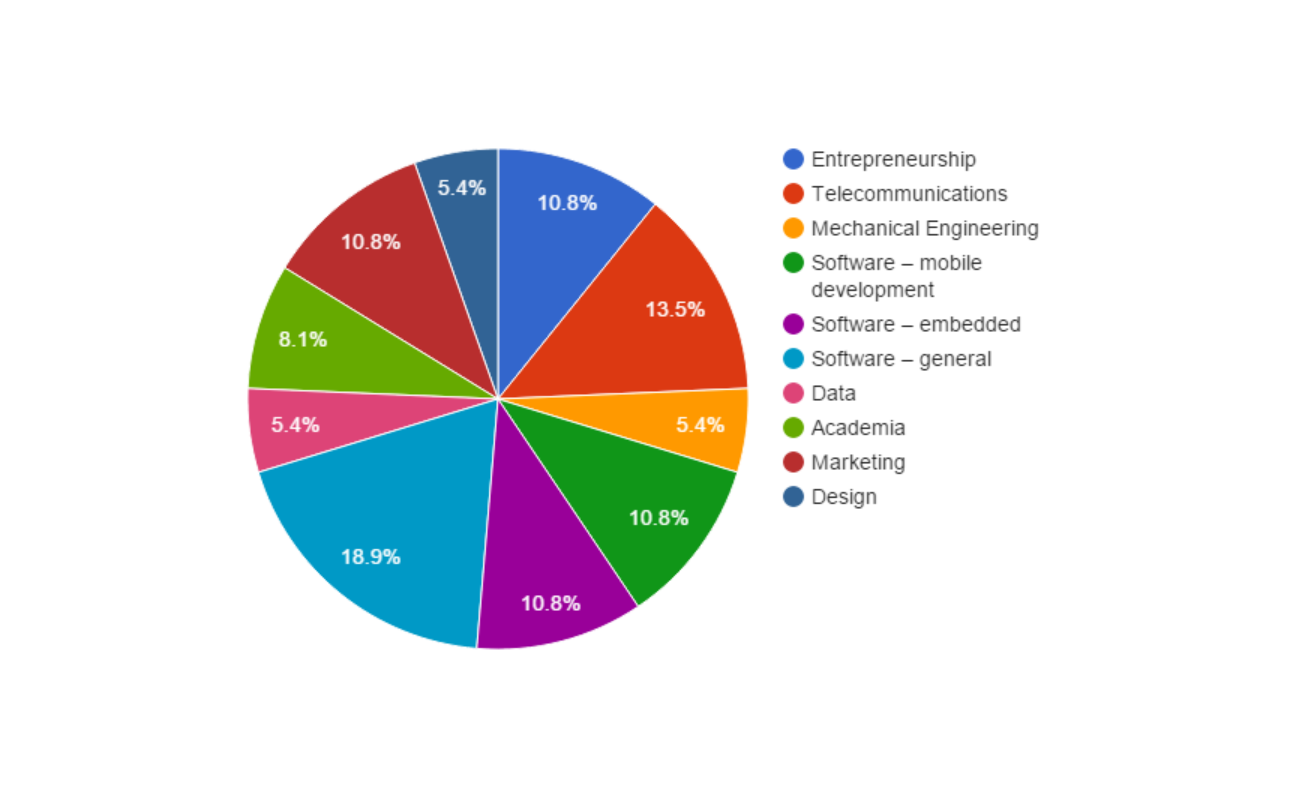 5.4%
10.8%
10.8%
13.5%
8.1%
5.4%
5.4%
10.8%
18.9%
10.8%
Entrepreneurship
Telecommunications
Mechanical Engineering
Software – mobile
development
Software – embedded
Software – general
Data
Academia
Marketing
Design